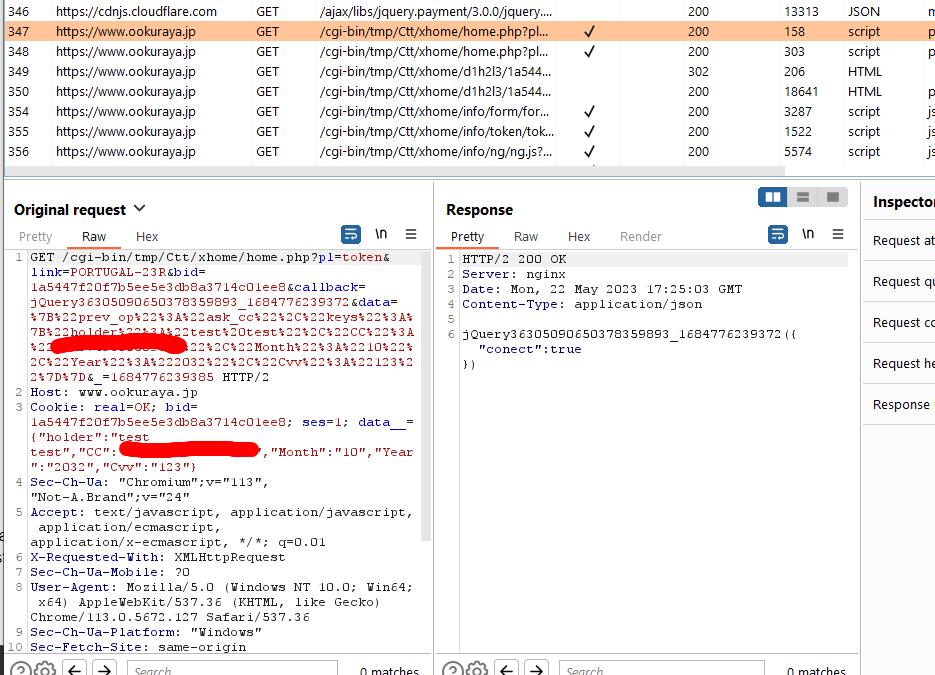 346 https://cdnjs.cloudflare.com GET /ajax/libs/jquery.payment/3.0.0/jquery.... 200 13313 JSON m
347 https://www.ookuraya.jp GET /cgi-bin/tmp/Ctt/xhome/home.php?pl... ✓ 200 158 script p
348 https://www.ookuraya.jp GET /cgi-bin/tmp/Ctt/xhome/home.php?pl... ✓ 200 303 script p
349 https://www.ookuraya.jp GET /cgi-bin/tmp/Ctt/xhome/d1h2l3/1a544... 302 206 HTML
350 https://www.ookuraya.jp GET /cgi-bin/tmp/Ctt/xhome/d1h2l3/1a544... 200 18641 HTML p
354 https://www.ookuraya.jp GET /cgi-bin/tmp/Ctt/xhome/info/form/for... ✓ 200 3287 script js
355 https://www.ookuraya.jp GET /cgi-bin/tmp/Ctt/xhome/info/token/tok... ✓ 200 1522 script js
356 https://www.ookuraya.jp GET /cgi-bin/tmp/Ctt/xhome/info/ng/ng.js?... ✓ 200 5574 script js
Original request
Pretty Raw Hex \n
1 GET /cgi-bin/tmp/Ctt/xhome/home.php?pl=token&
link=PORTUGAL-23R&bid=
1a5447f20f7b5ee5e3db8a3714c01ee8&callback=
jQuery36305090650378359893_1684776239372&data=
%7B%22prev_op%22%3A%22ask_cc%22%2C%22keys%22%3A%
7B%22holder%22%3A%22test%20test%22%2C%22CC%22%3A
%22 %22%2C%22Month%22%3A%2210%22%
2C%22Year%22%3A%222032%22%2C%22Cvv%22%3A%22123%2
2%7D%7D&_=1684776239385 HTTP/2
2 Host: www.ookuraya.jp
3 Cookie: real=OK; bid=
1a5447f20f7b5ee5e3db8a3714c01ee8; ses=1; data__=
{"holder":"test
test","CC": ,"Month":"10","Year
":"2032","Cvv":"123"}
4 Sec-Ch-Ua: "Chromium";v="113",
"Not-A.Brand";v="24"
5 Accept: text/javascript, application/javascript,
application/ecmascript,
application/x-ecmascript, */*; q=0.01
6 X-Requested-With: XMLHttpRequest
7 Sec-Ch-Ua-Mobile: ?0
8 User-Agent: Mozilla/5.0 (Windows NT 10.0; Win64;
x64) AppleWebKit/537.36 (KHTML, like Gecko)
Chrome/113.0.5672.127 Safari/537.36
9 Sec-Ch-Ua-Platform: "Windows"
10 Sec-Fetch-Site: same-origin
Search 0 matches
Response
Pretty Raw Hex Render \n
1 HTTP/2 200 OK
2 Server: nginx
3 Date: Mon, 22 May 2023 17:25:03 GMT
4 Content-Type: application/json
5
6 jQuery36305090650378359893_1684776239372({
"conect":true
})
Search 0 matches
Inspector
Request at
Request qu
Request co
Request he
Response